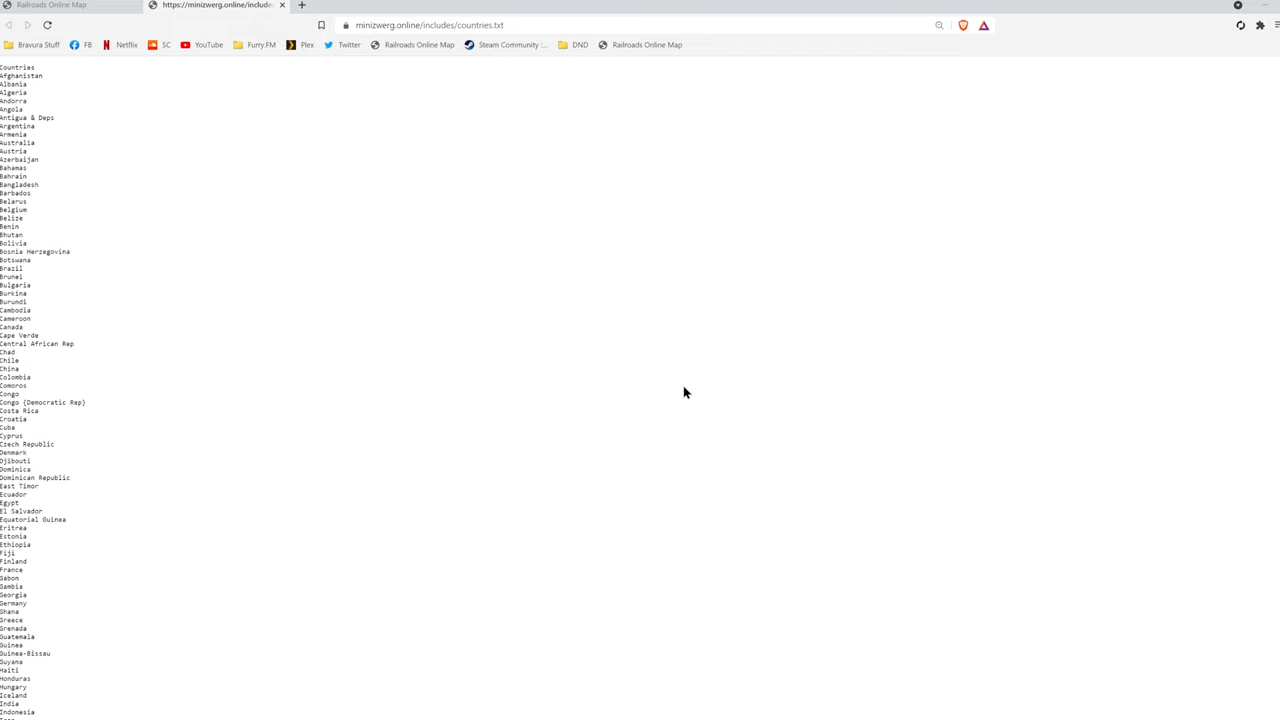 Railroads Online Map
https://minizwerg.online/include
minizwerg.online/includes/countries.txt
Bravura Stuff
FB
Netflix
SC
YouTube
Furry.FM
Plex
Twitter
Railroads Online Map
Steam Community :...
DND
Railroads Online Map
Countries
Afghanistan
Albania
Algeria
Andorra
Angola
Antigua & Deps
Argentina
Armenia
Australia
Austria
Azerbaijan
Bahamas
Bahrain
Bangladesh
Barbados
Belarus
Belgium
Belize
Benin
Bhutan
Bolivia
Bosnia Herzegovina
Botswana
Brazil
Brunei
Bulgaria
Burkina
Burundi
Cambodia
Cameroon
Canada
Cape Verde
Central African Rep
Chad
Chile
China
Colombia
Comoros
Congo
Congo {Democratic Rep}
Costa Rica
Croatia
Cuba
Cyprus
Czech Republic
Denmark
Djibouti
Dominica
Dominican Republic
East Timor
Ecuador
Egypt
El Salvador
Equatorial Guinea
Eritrea
Estonia
Ethiopia
Fiji
Finland
France
Gabon
Gambia
Georgia
Germany
Ghana
Greece
Grenada
Guatemala
Guinea
Guinea-Bissau
Guyana
Haiti
Honduras
Hungary
Iceland
India
Indonesia